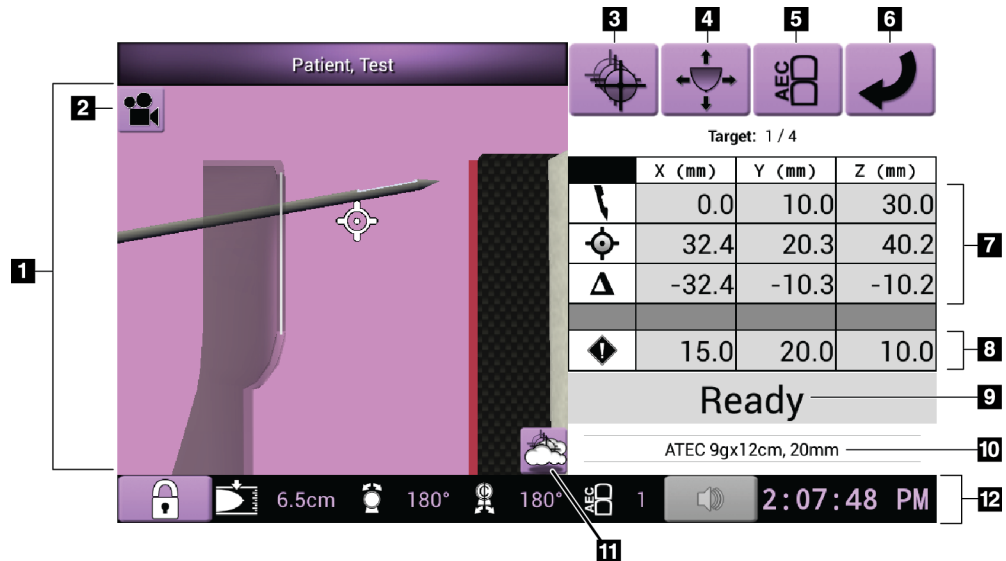 3 4 5 6
1
2
Patient, Test
AEC
Target: 1 / 4
X (mm) Y (mm) Z (mm)
0.0 10.0 30.0
32.4 20.3 40.2
Δ -32.4 -10.3 -10.2
7
! 15.0 20.0 10.0
8
Ready
9
ATEC 9gx12cm, 20mm
10
6.5cm 180° 180° AEC 1 2:07:48 PM
12
11